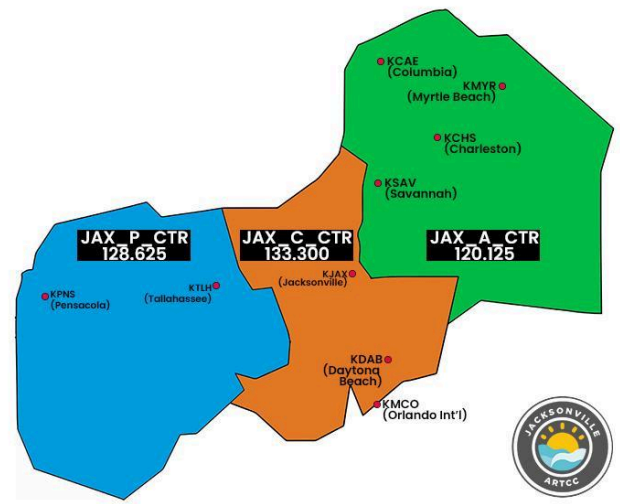 KCAE
(Columbia)
KMYR
(Myrtle Beach)
KCHS
(Charleston)
KSAV
(Savannah)
JAX_P_CTR
128.625
JAX_C_CTR
133.300
JAX_A_CTR
120.125
KPNS
(Pensacola)
KTLH
(Tallahassee)
KJAX
(Jacksonville)
KDAB
(Daytona
Beach)
KMCO
(Orlando Int'l)
JACKSONVILLE
ARTCC